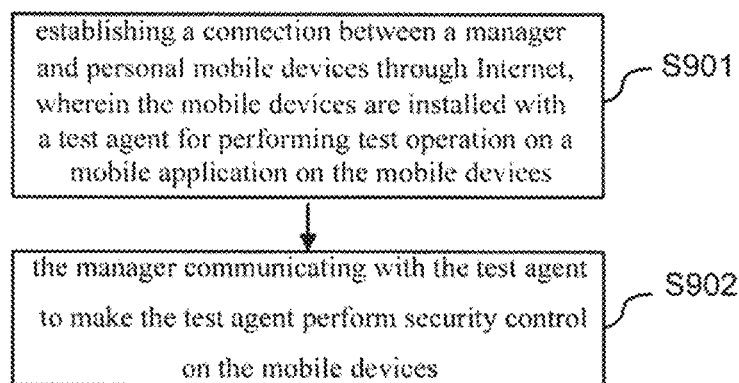 establishing a connection between a manager
and personal mobile devices through Internet,
wherein the mobile devices are installed with
a test agent for performing test operation on a
mobile application on the mobile devices
S901
the manager communicating with the test agent
to make the test agent perform security control
on the mobile devices
S902